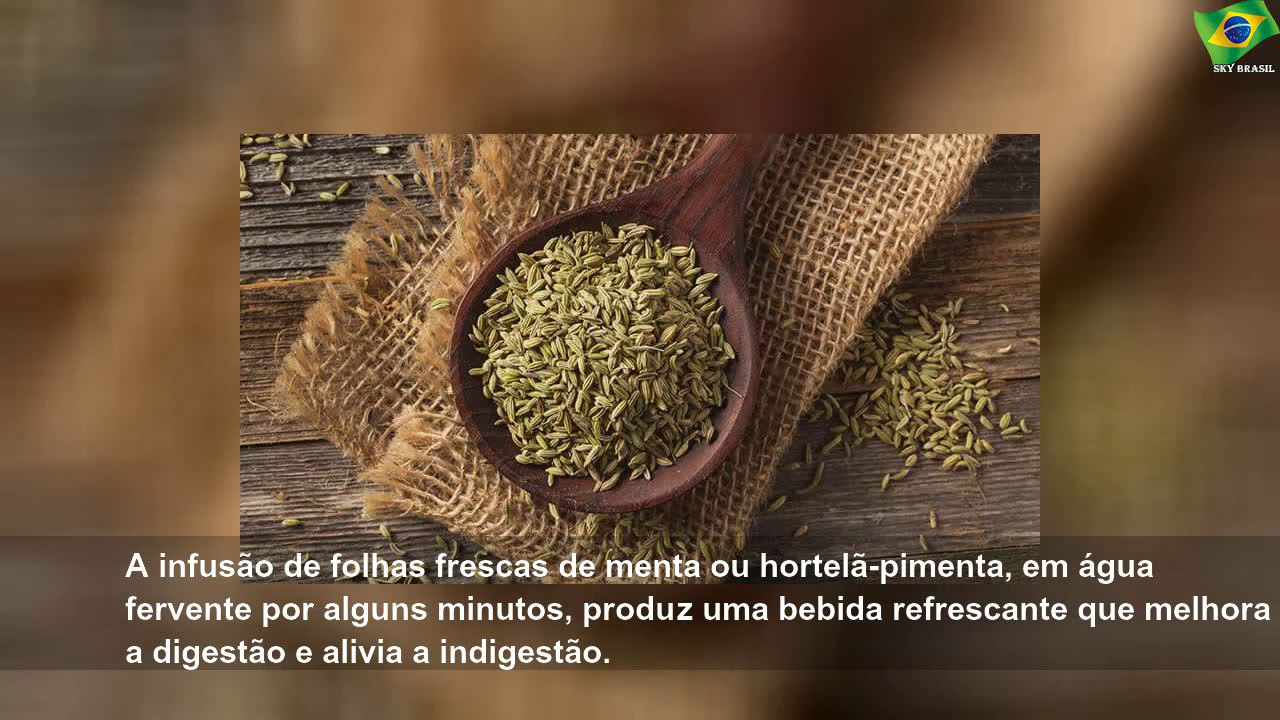 SKY BRASIL
A infusão de folhas frescas de menta ou hortelã-pimenta, em água
fervente por alguns minutos, produz uma bebida refrescante que melhora
a digestão e alivia a indigestão.